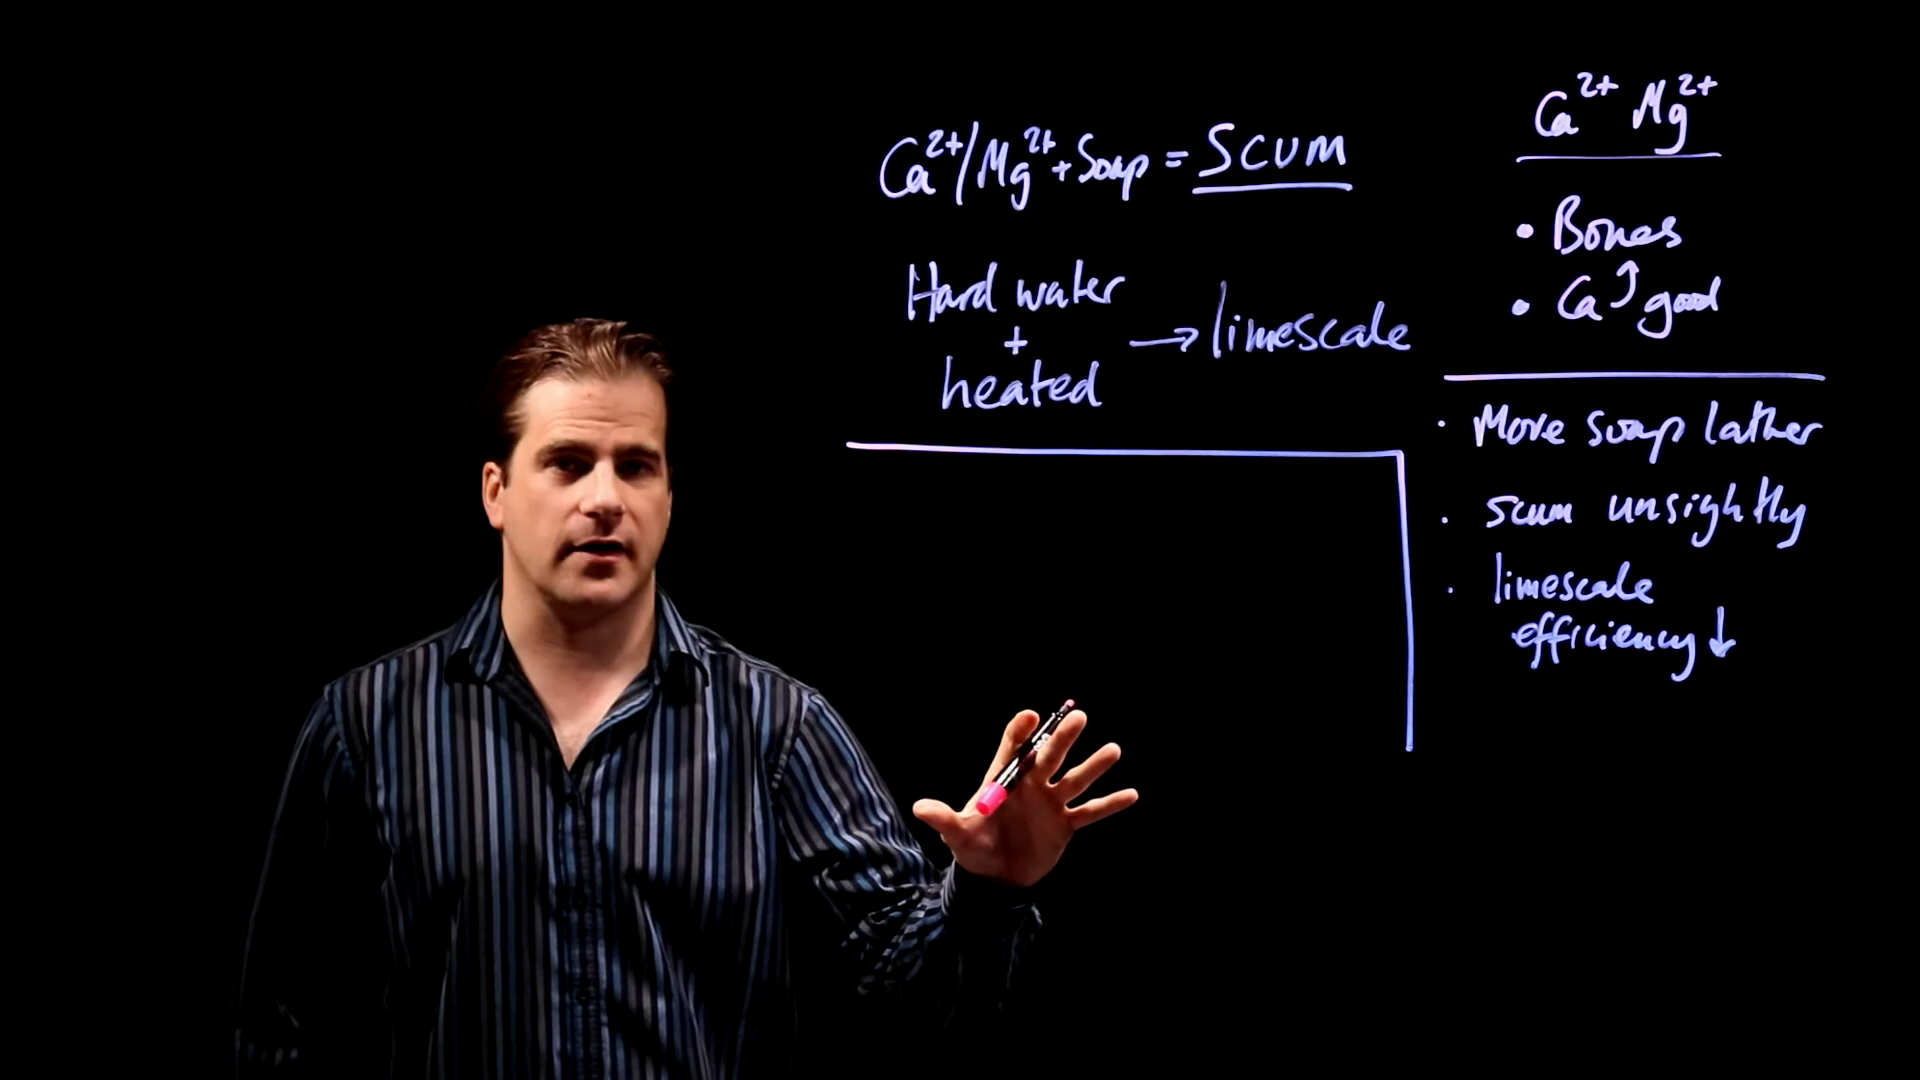 Ca²⁺/Mg²⁺ + Soap = SCUM
Hard water
+
heated
→ limescale
Ca²⁺ Mg²⁺
• Bones
• Ca ↑ good
• More soap lather
• scum unsightly
• limescale
efficiency ↓